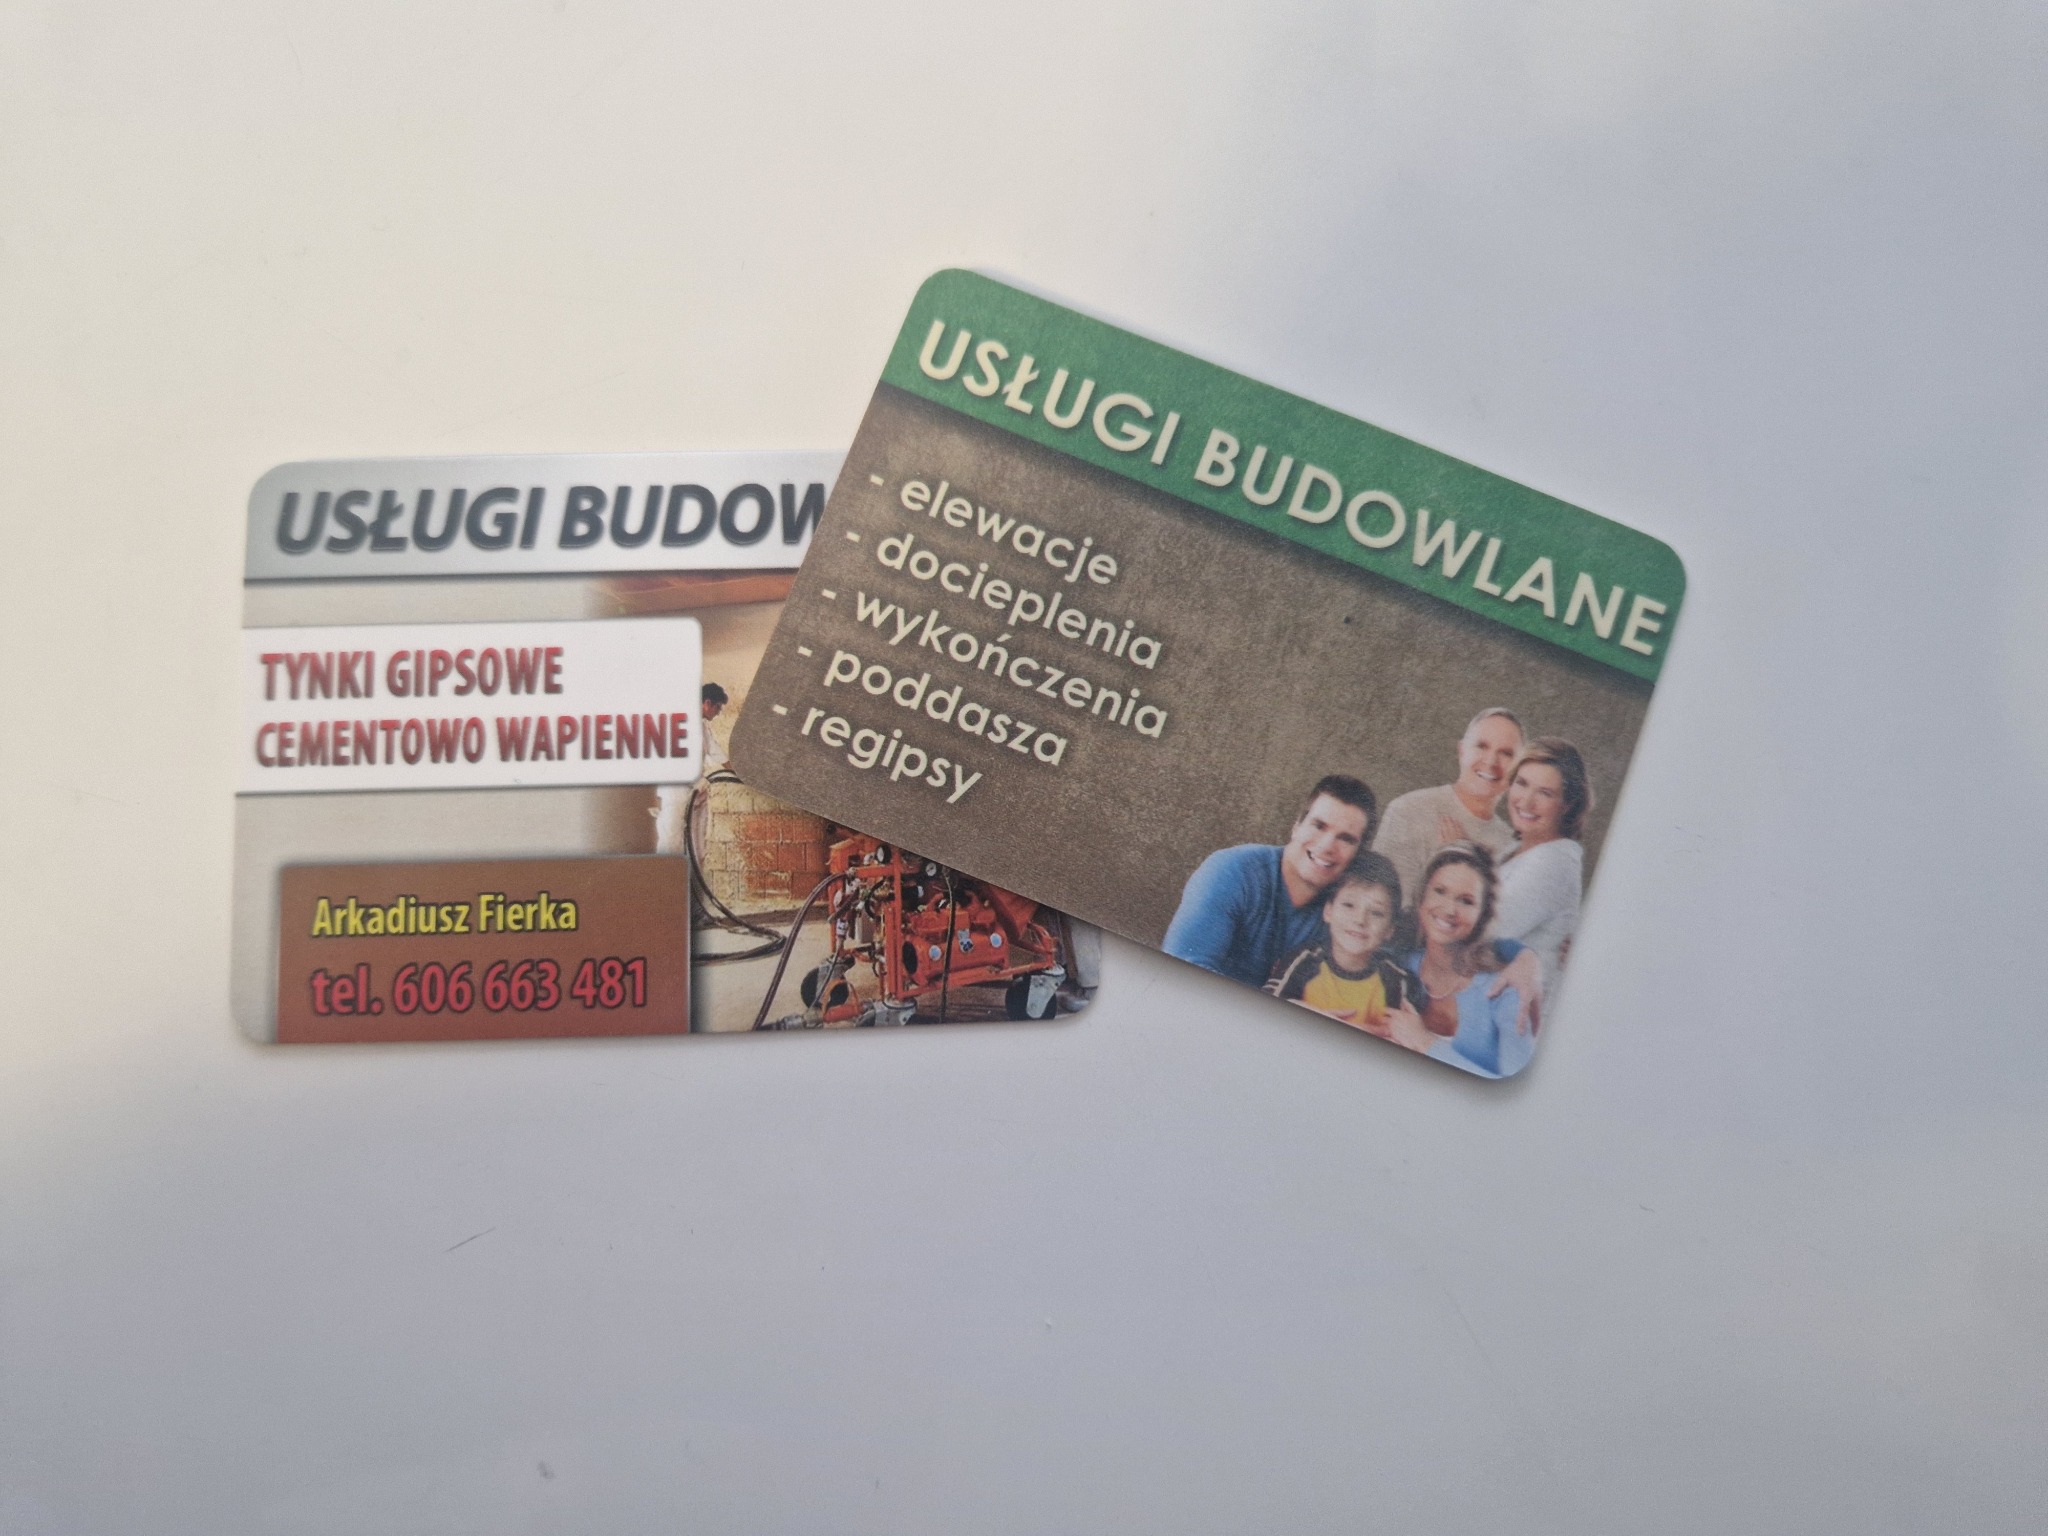 USŁUGI BUDOW
TYNKI GIPSOWE
CEMENTOWO WAPIENNE
Arkadiusz Fierka
tel. 606 663 481
USŁUGI BUDOWLANE
- elewacje
- docieplenia
- wykończenia
- poddasza
- regipsy